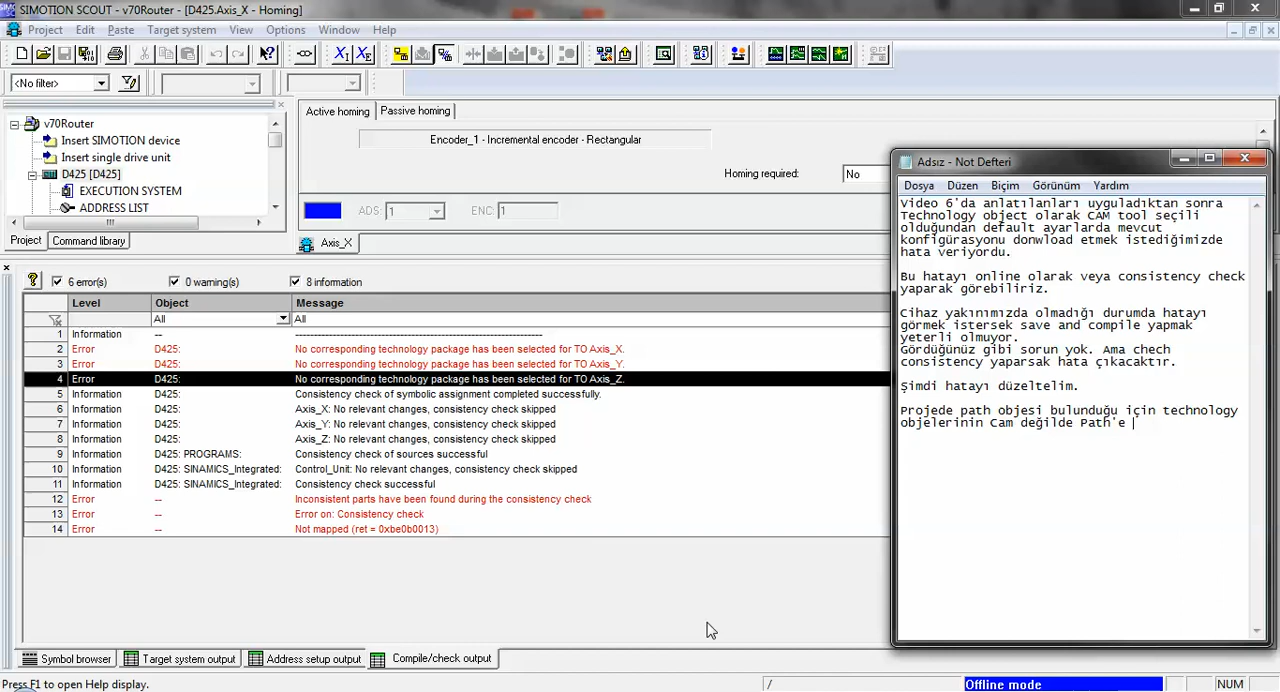 SIMOTION SCOUT - v70Router - [D425.Axis_X - Homing]
Project Edit Paste Target system View Options Window Help
<No filter>
v70Router
Insert SIMOTION device
Insert single drive unit
D425 [D425]
EXECUTION SYSTEM
ADDRESS LIST
Project Command library
Active homing Passive homing
Encoder_1 - Incremental encoder - Rectangular
Homing required: No
ADS: 1 ENC: 1
Axis_X
6 error(s) 0 warning(s) 8 information
Level Object Message
All All
1 Information -- ----------------------------------------------------------------
2 Error D425: No corresponding technology package has been selected for TO Axis_X.
3 Error D425: No corresponding technology package has been selected for TO Axis_Y.
4 Error D425: No corresponding technology package has been selected for TO Axis_Z.
5 Information D425: Consistency check of symbolic assignment completed successfully.
6 Information D425: Axis_X: No relevant changes, consistency check skipped
7 Information D425: Axis_Y: No relevant changes, consistency check skipped
8 Information D425: Axis_Z: No relevant changes, consistency check skipped
9 Information D425: PROGRAMS: Consistency check of sources successful
10 Information D425: SINAMICS_Integrated: Control_Unit: No relevant changes, consistency check skipped
11 Information D425: SINAMICS_Integrated: Consistency check successful
12 Error -- Inconsistent parts have been found during the consistency check
13 Error -- Error on: Consistency check
14 Error -- Not mapped (ret = 0xbe0b0013)
Symbol browser Target system output Address setup output Compile/check output
Press F1 to open Help display. / Offline mode NUM
Adsız - Not Defteri
Dosya Düzen Biçim Görünüm Yardım
Video 6'da anlatılanları uyguladıktan sonra
Technology object olarak CAM tool seçili
olduğundan default ayarlarda mevcut
konfigürasyonu donwload etmek istediğimizde
hata veriyordu.
Bu hatayı online olarak veya consistency check
yaparak görebiliriz.
Cihaz yakınımızda olmadığı durumda hatayı
görmek istersek save and compile yapmak
yeterli olmuyor.
Gördüğünüz gibi sorun yok. Ama chech
consistency yaparsak hata çıkacaktır.
Şimdi hatayı düzeltelim.
Projede path objesi bulunduğu için technology
objelerinin Cam değilde Path'e